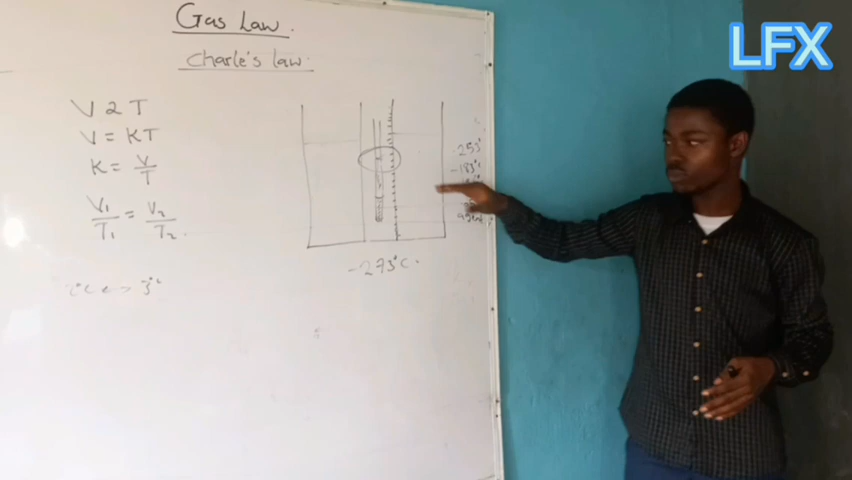 Gas Law.
Charle's law.
V α T
V = KT
K = V/T
V₁/T₁ = V₂/T₂.
-253°
-183°
-273°C.
LFX